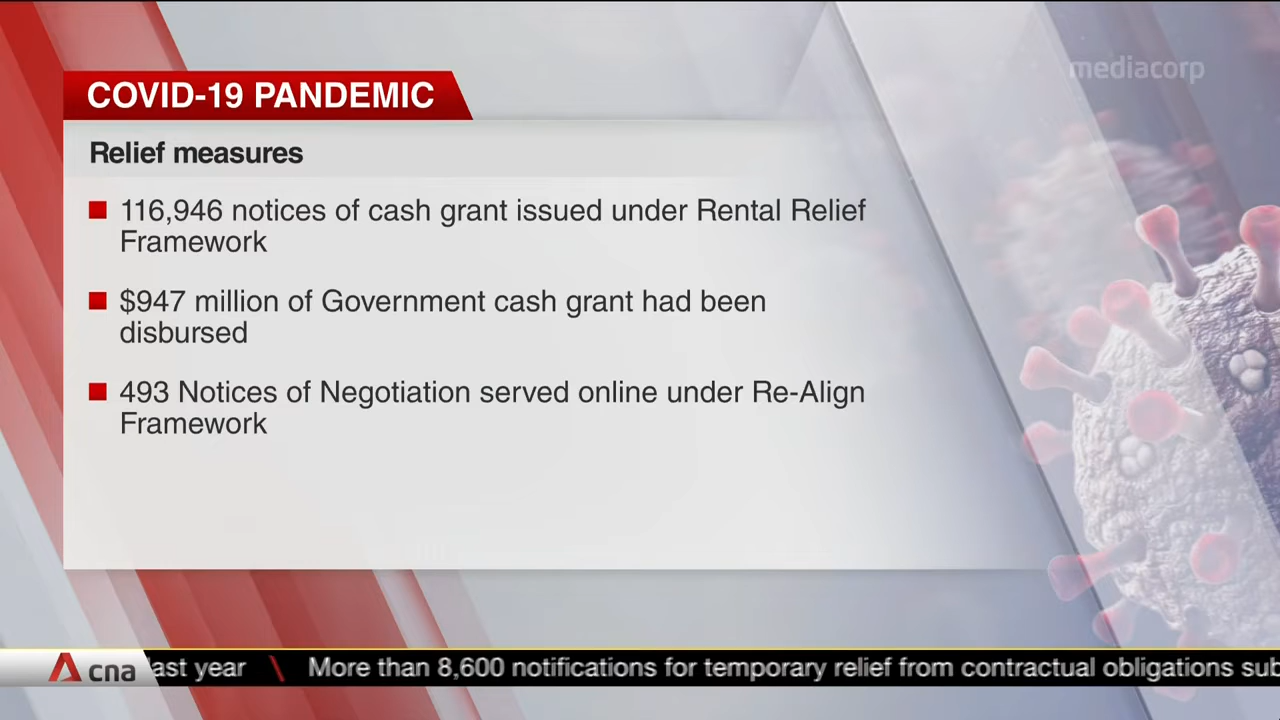 mediacorp
COVID-19 PANDEMIC
Relief measures
116,946 notices of cash grant issued under Rental Relief
Framework
$947 million of Government cash grant had been
disbursed
493 Notices of Negotiation served online under Re-Align
Framework
cna
last year \ More than 8,600 notifications for temporary relief from contractual obligations sub